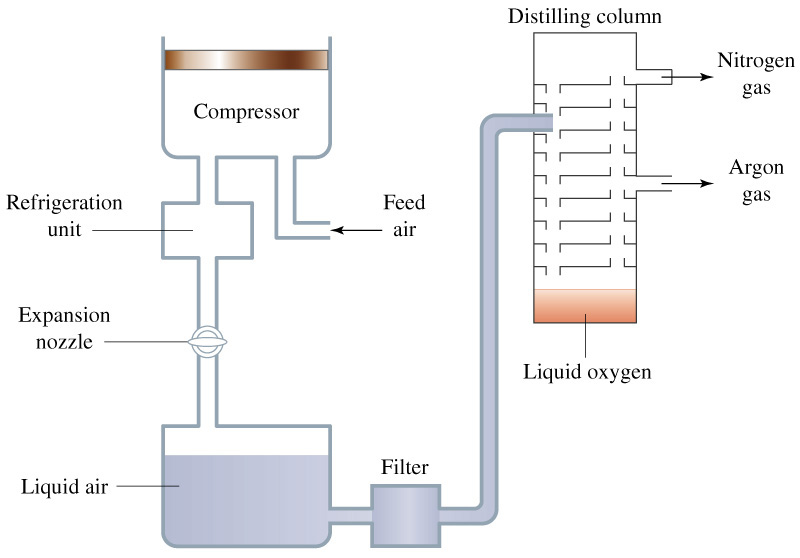 Distilling column
Nitrogen
gas
Compressor
Argon
gas
Refrigeration
unit
Feed
air
Expansion
nozzle
Liquid oxygen
Filter
Liquid air